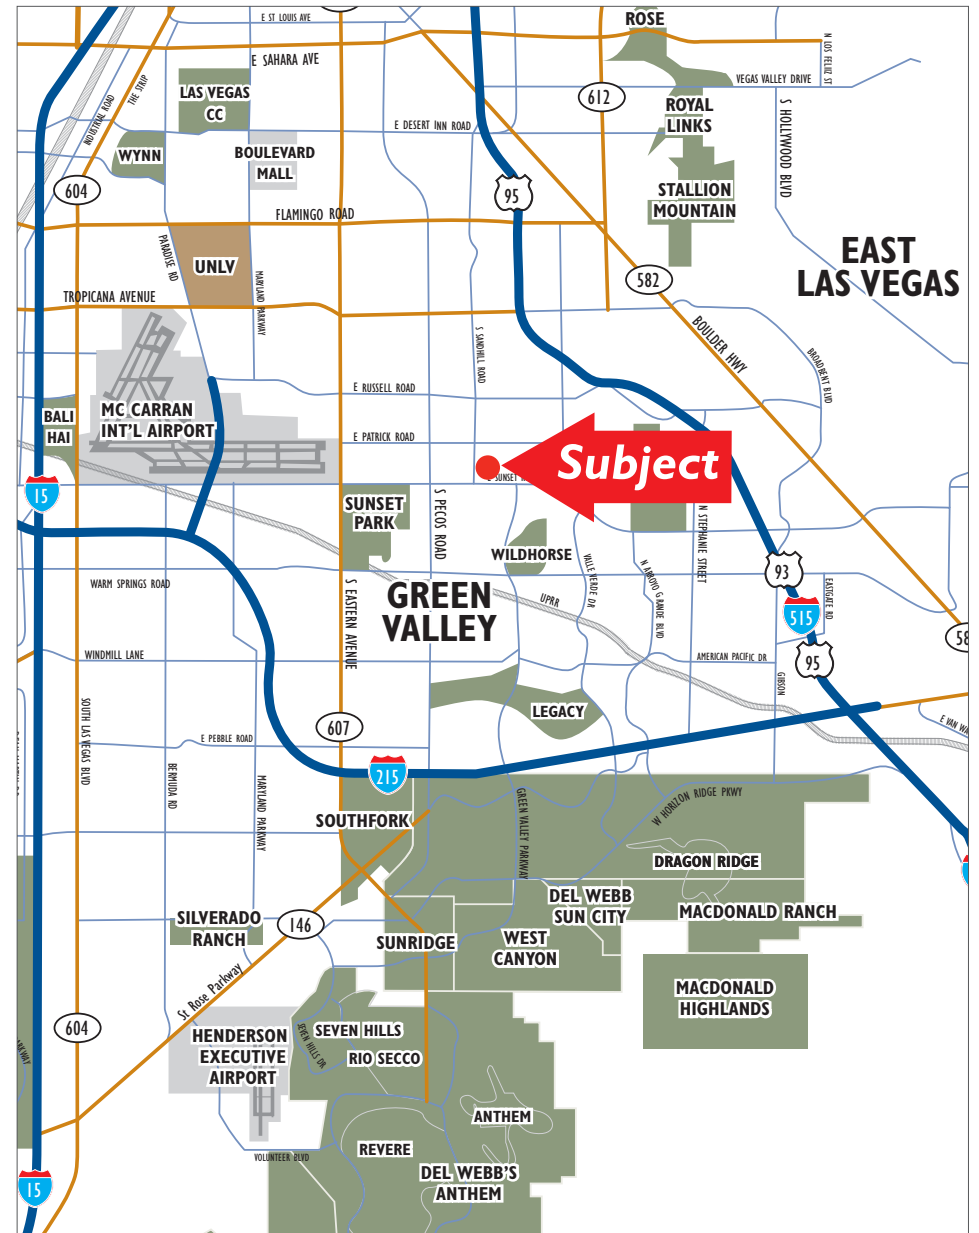 E ST LOUIS AVE
ROSE
N LOS FELIZ ST
E SAHARA AVE
THE STRIP
INDUSTRIAL ROAD
LAS VEGAS
CC
VEGAS VALLEY DRIVE
612
ROYAL
LINKS
S HOLLYWOOD BLVD
E DESERT INN ROAD
WYNN
BOULEVARD
MALL
604
95
STALLION
MOUNTAIN
FLAMINGO ROAD
PARADISE RD
UNLV
MARYLAND PARKWAY
EAST
LAS VEGAS
582
TROPICANA AVENUE
BOULDER HWY
S SANDHILL ROAD
BROADBENT BLVD
E RUSSELL ROAD
BALI
HAI
MC CARRAN
INT'L AIRPORT
E PATRICK ROAD
Subject
E SUNSET
15
SUNSET
PARK
S PECOS ROAD
N STEPHANIE STREET
WILDHORSE
VALLE VERDE DR
N ARROYO GRANDE BLVD
93
WARM SPRINGS ROAD
S EASTERN AVENUE
GREEN
VALLEY
UPRR
EASTGATE RD
515
WINDMILL LANE
AMERICAN PACIFIC DR
95
GIBSON
SOUTH LAS VEGAS BLVD
LEGACY
607
E PEBBLE ROAD
E VAN WA
BERMUDA RD
MARYLAND PARKWAY
215
GREEN VALLEY PARKWAY
W HORIZON RIDGE PKWY
SOUTHFORK
DRAGON RIDGE
DEL WEBB
SUN CITY
MACDONALD RANCH
SILVERADO
RANCH
146
SUNRIDGE
WEST
CANYON
St Rose Parkway
MACDONALD
HIGHLANDS
604
HENDERSON
EXECUTIVE
AIRPORT
SEVEN HILLS DR
SEVEN HILLS
RIO SECCO
ANTHEM
REVERE
VOLUNTEER BLVD
DEL WEBB'S
ANTHEM
15